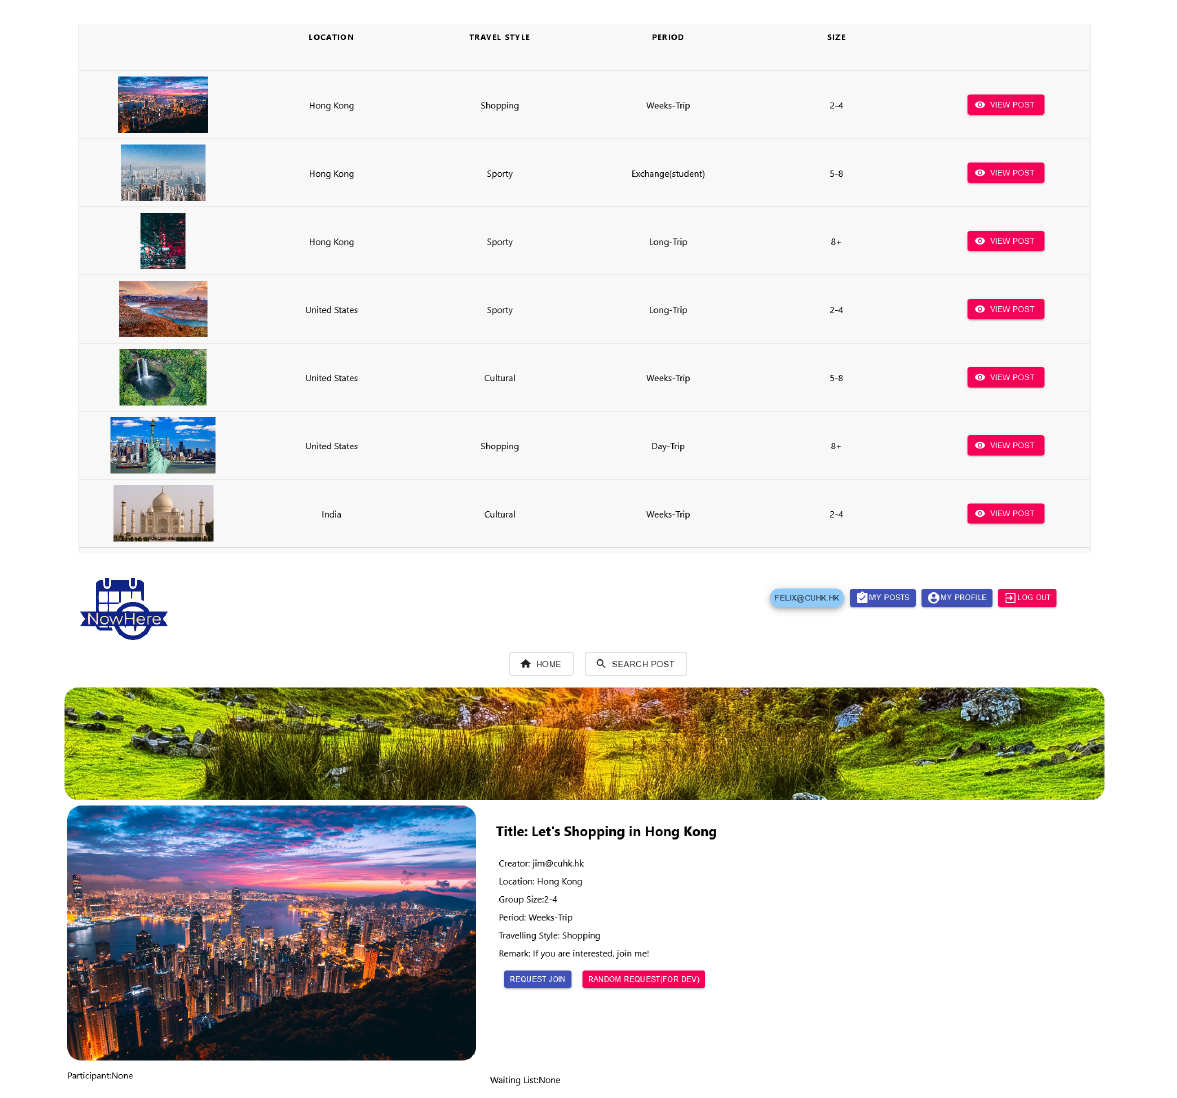 LOCATION TRAVEL STYLE PERIOD SIZE
Hong Kong Shopping Weeks-Trip 2-4 VIEW POST
Hong Kong Sporty Exchange(student) 5-8 VIEW POST
Hong Kong Sporty Long-Trip 8+ VIEW POST
United States Sporty Long-Trip 2-4 VIEW POST
United States Cultural Weeks-Trip 5-8 VIEW POST
United States Shopping Day-Trip 8+ VIEW POST
India Cultural Weeks-Trip 2-4 VIEW POST
NowHere
FELIX@CUHK.HK MY POSTS MY PROFILE LOG OUT
HOME SEARCH POST
Title: Let's Shopping in Hong Kong
Creator: jim@cuhk.hk
Location: Hong Kong
Group Size:2-4
Period: Weeks-Trip
Travelling Style: Shopping
Remark: If you are interested, join me!
REQUEST JOIN RANDOM REQUEST(FOR DEV)
Participant:None
Waiting List:None